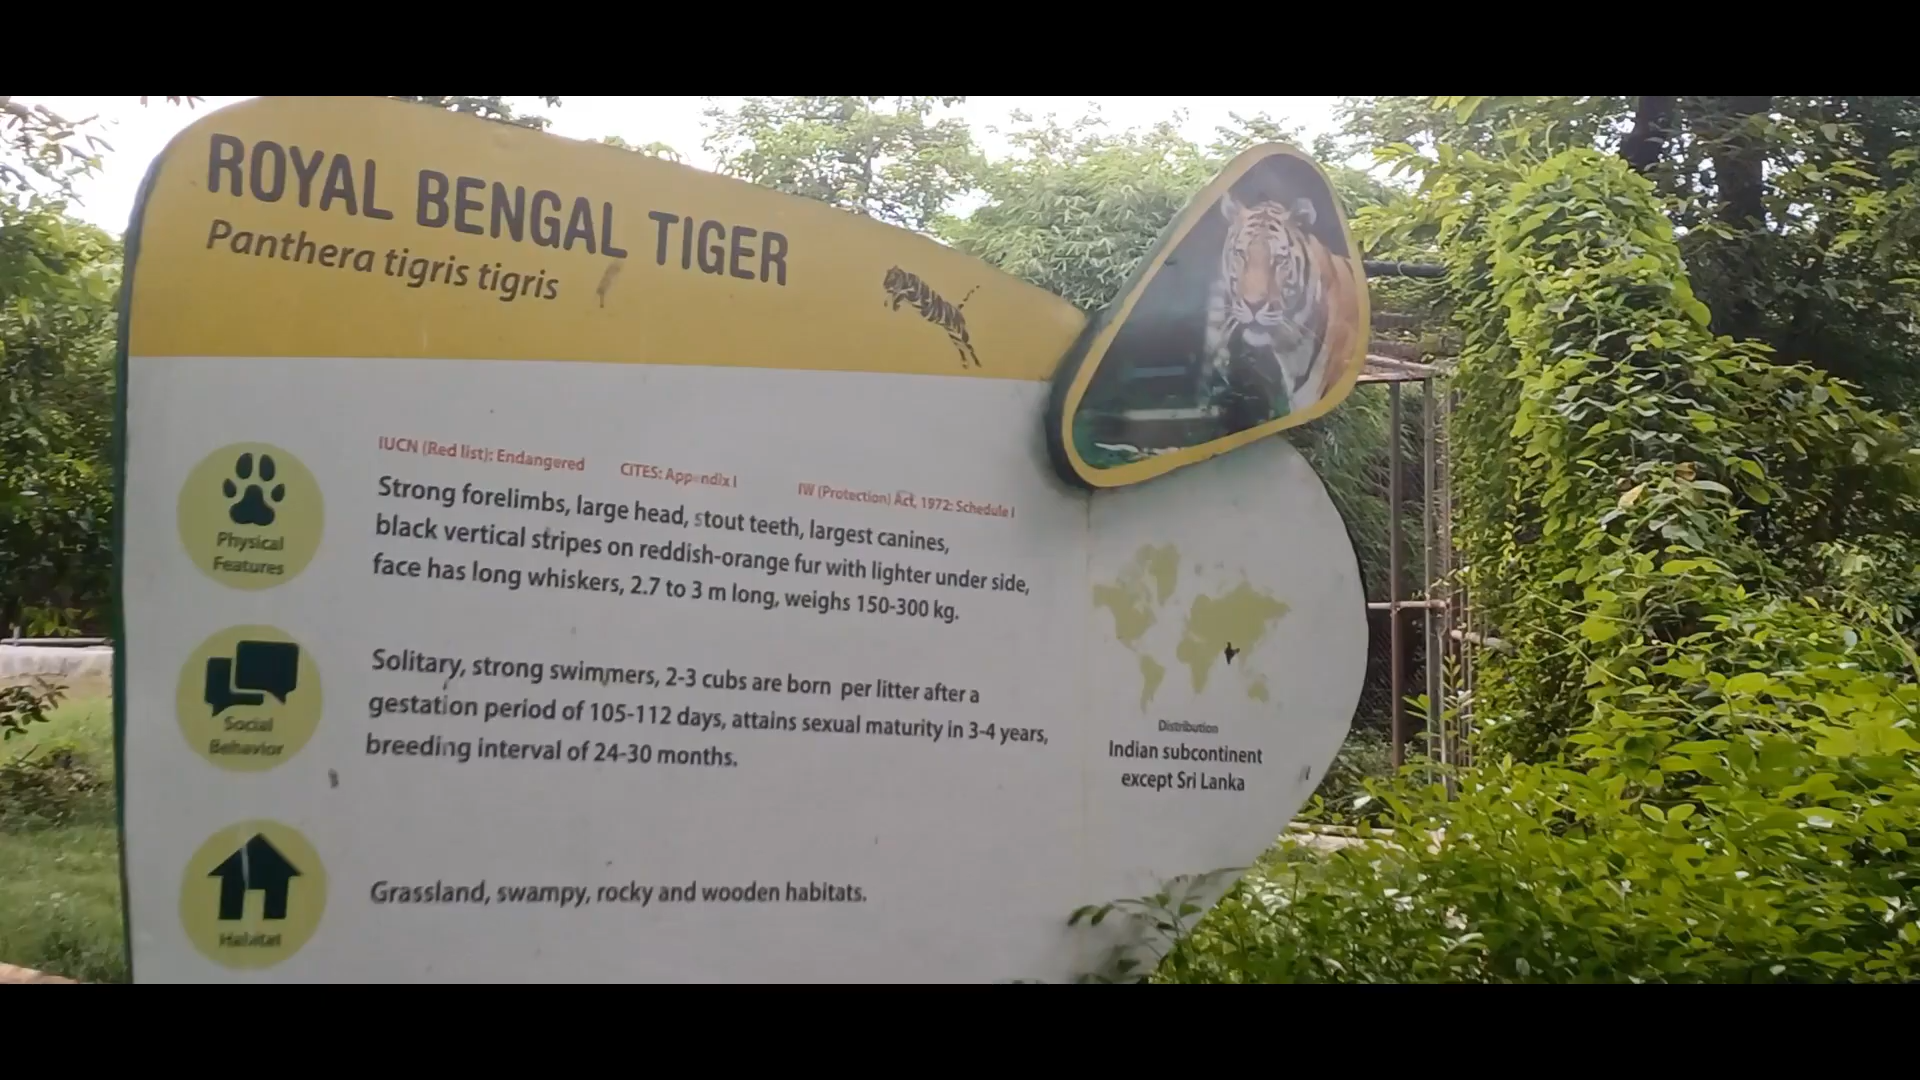 ROYAL BENGAL TIGER
Panthera tigris tigris
IUCN (Red list): Endangered CITES: Appendix I IW (Protection) Act, 1972: Schedule I
Physical
Features
Strong forelimbs, large head, stout teeth, largest canines,
black vertical stripes on reddish-orange fur with lighter under side,
face has long whiskers, 2.7 to 3 m long, weighs 150-300 kg.
Social
Behavior
Solitary, strong swimmers, 2-3 cubs are born per litter after a
gestation period of 105-112 days, attains sexual maturity in 3-4 years,
breeding interval of 24-30 months.
Habitat
Grassland, swampy, rocky and wooden habitats.
Distribution
Indian subcontinent
except Sri Lanka